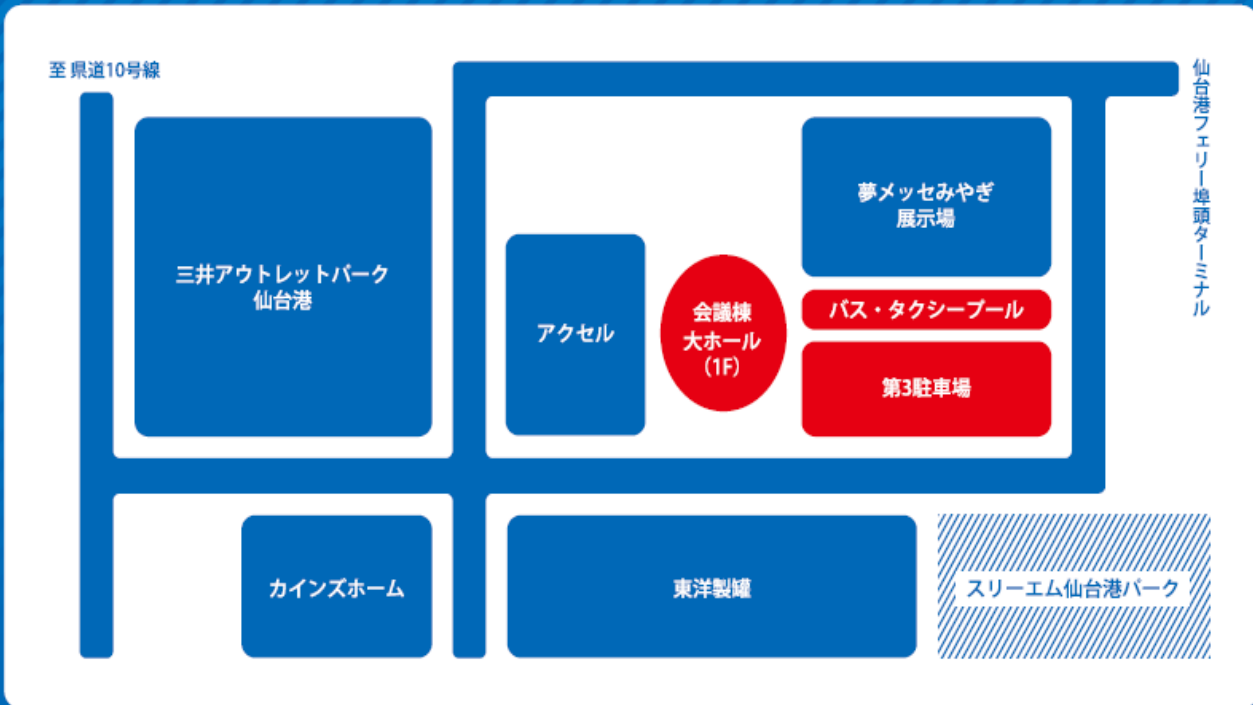 至 県道10号線
仙台港フェリー埠頭ターミナル
三井アウトレットパーク
仙台港
アクセル
会議棟
大ホール
（1F）
夢メッセみやぎ
展示場
バス・タクシープール
第3駐車場
カインズホーム
東洋製罐
スリーエム仙台港パーク